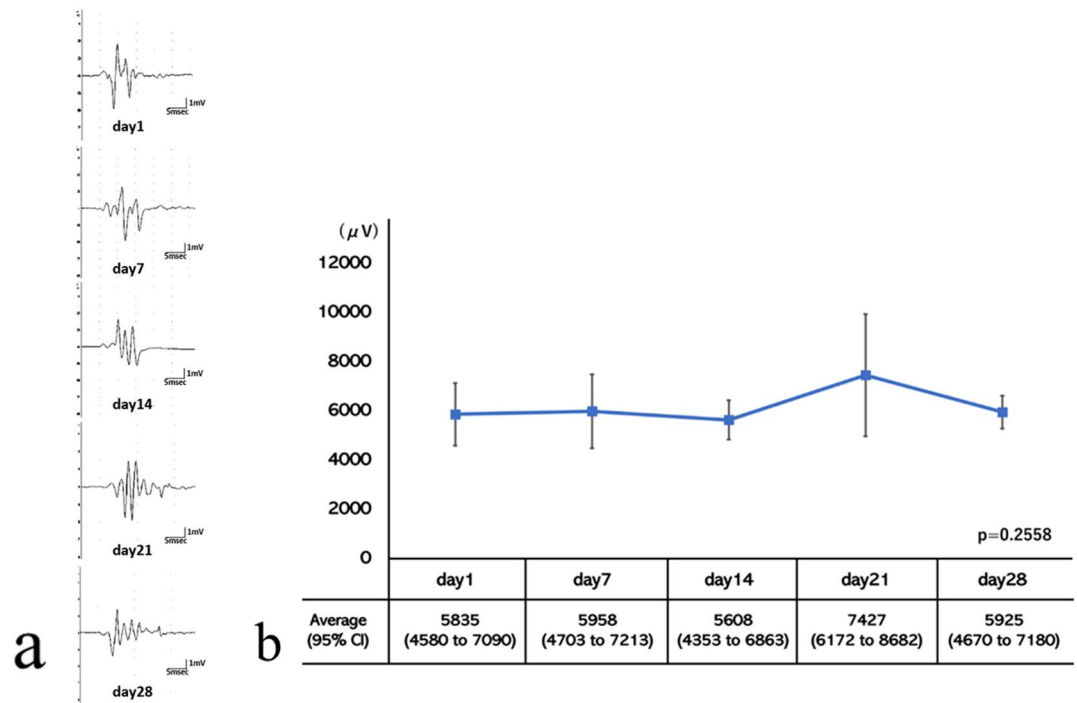 1mV
5msec
day1
1mV
5msec
day7
1mV
5msec
day14
1mV
5msec
day21
1mV
5msec
day28
a
(μV)
12000
10000
8000
6000
4000
2000
0
p=0.2558
day1 day7 day14 day21 day28
Average 5835 5958 5608 7427 5925
(95% CI) (4580 to 7090) (4703 to 7213) (4353 to 6863) (6172 to 8682) (4670 to 7180)
b